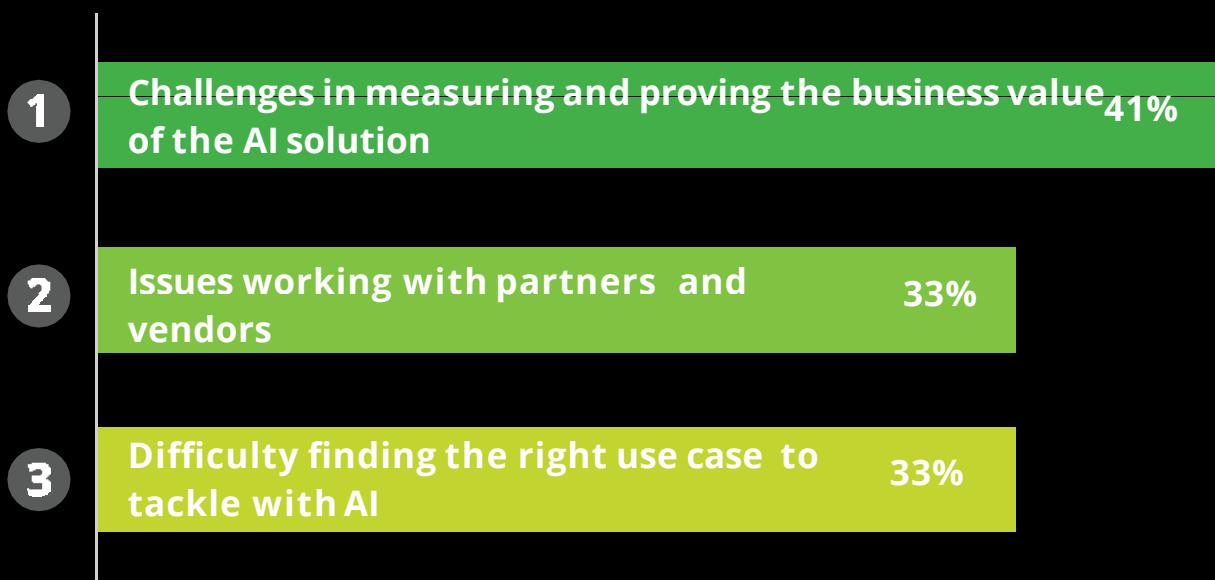 1
Challenges in measuring and proving the business value
41%
of the AI solution
2
Issues working with partners and
33%
vendors
3
Difficulty finding the right use case to
33%
tackle with AI